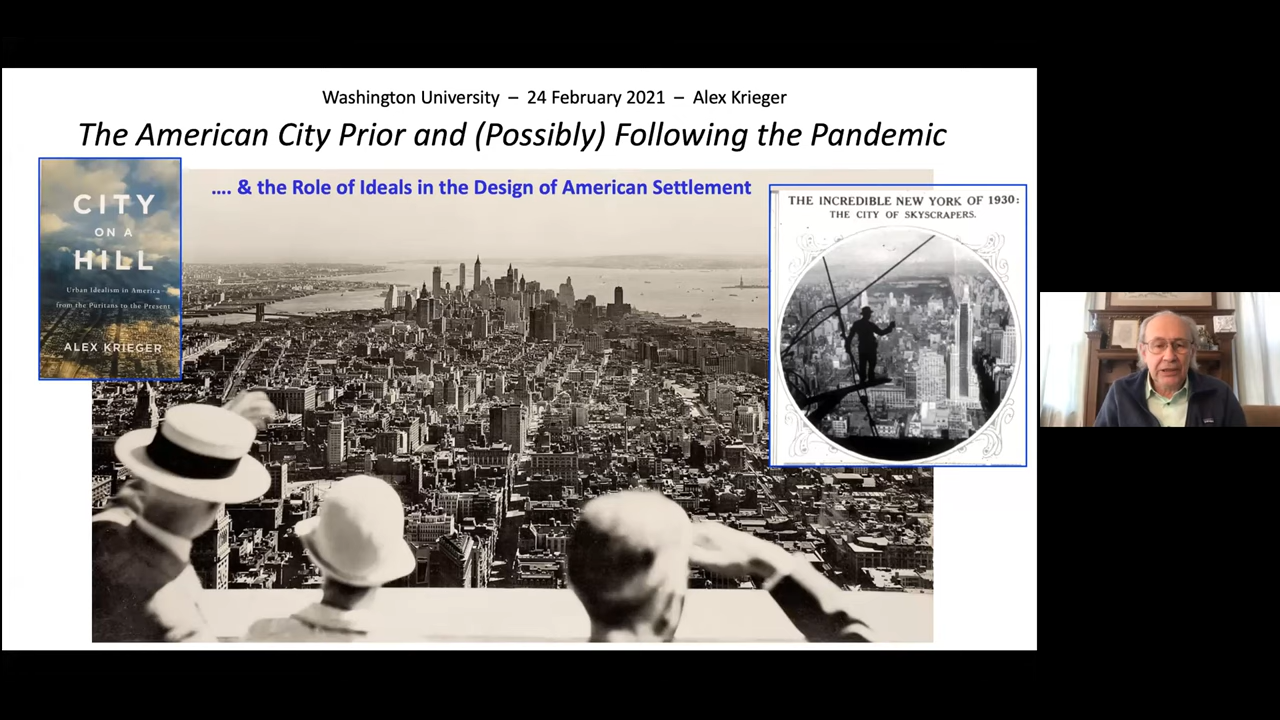 Washington University – 24 February 2021 – Alex Krieger
The American City Prior and (Possibly) Following the Pandemic
…. & the Role of Ideals in the Design of American Settlement
CITY
ON A
HILL
Urban Idealism in America
from the Puritans to the Present
ALEX KRIEGER
THE INCREDIBLE NEW YORK OF 1930:
THE CITY OF SKYSCRAPERS.